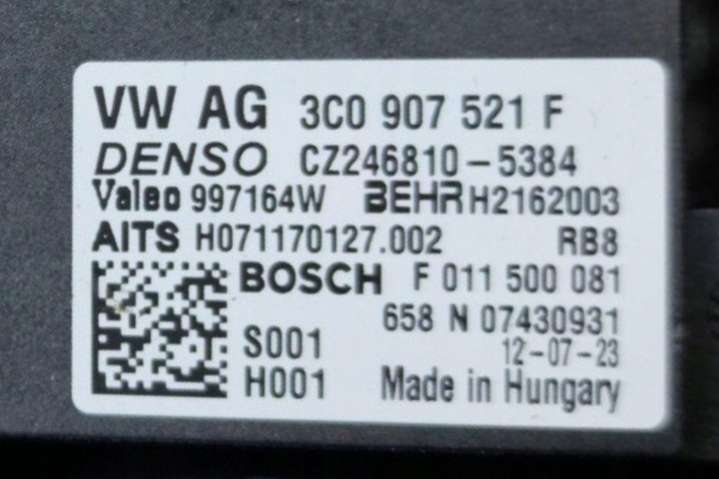 VW AG 3C0 907 521 F
DENSO CZ246810-5384
Valeo 997164W BEHR H2162003
AITS H071170127.002 RB8
BOSCH F 011 500 081
658 N 07430931
S001 12-07-23
H001 Made in Hungary